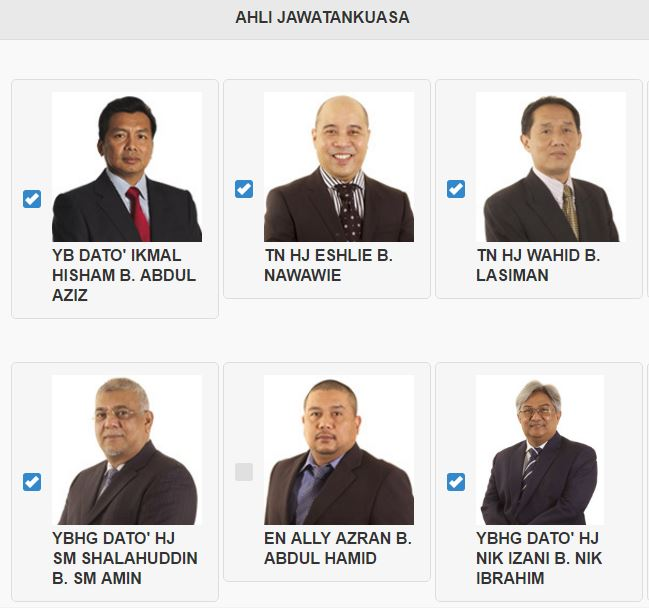 AHLI JAWATANKUASA
YB DATO' IKMAL
HISHAM B. ABDUL
AZIZ
TN HJ ESHLIE B.
NAWAWIE
TN HJ WAHID B.
LASIMAN
YBHG DATO' HJ
SM SHALAHUDDIN
B. SM AMIN
EN ALLY AZRAN B.
ABDUL HAMID
YBHG DATO' HJ
NIK IZANI B. NIK
IBRAHIM